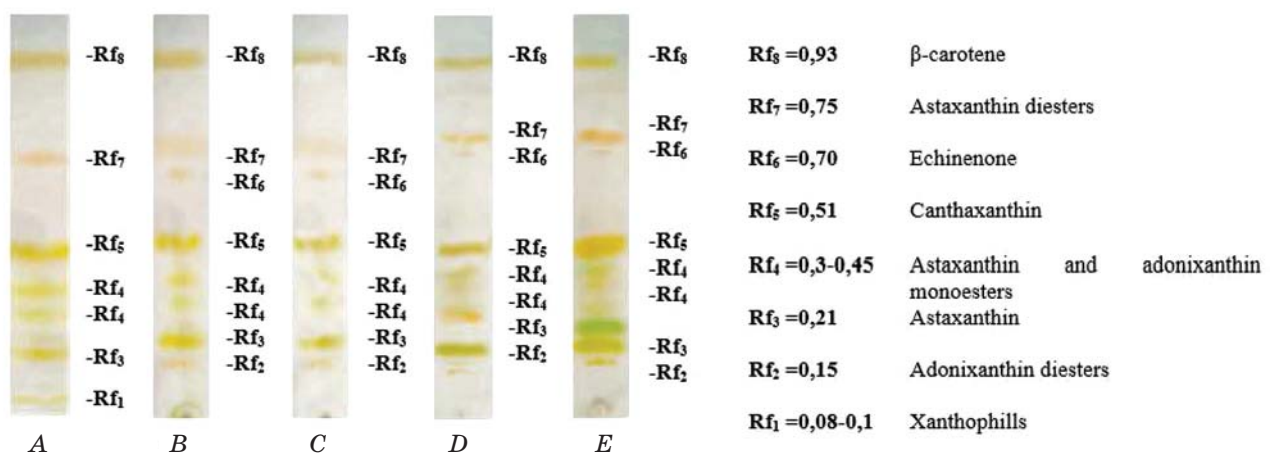 -Rf₈ -Rf₈ -Rf₈ -Rf₈ -Rf₈ Rf₈ =0,93 β-carotene
-Rf₇ -Rf₇ -Rf₇ -Rf₇ -Rf₇ Rf₇ =0,75 Astaxanthin diesters
-Rf₆ -Rf₆ -Rf₆ -Rf₆ Rf₆ =0,70 Echinenone
-Rf₅ -Rf₅ -Rf₅ -Rf₅ -Rf₅ Rf₅ =0,51 Canthaxanthin
-Rf₄ -Rf₄ -Rf₄ -Rf₄ -Rf₄ Rf₄ =0,3-0,45 Astaxanthin and adonixanthin
monoesters
-Rf₄ -Rf₄ -Rf₄ -Rf₄ -Rf₄
-Rf₃ -Rf₃ -Rf₃ -Rf₃ -Rf₃ Rf₃ =0,21 Astaxanthin
-Rf₂ -Rf₂ -Rf₂ -Rf₂ Rf₂ =0,15 Adonixanthin diesters
-Rf₁ Rf₁ =0,08-0,1 Xanthophills
A B C D E